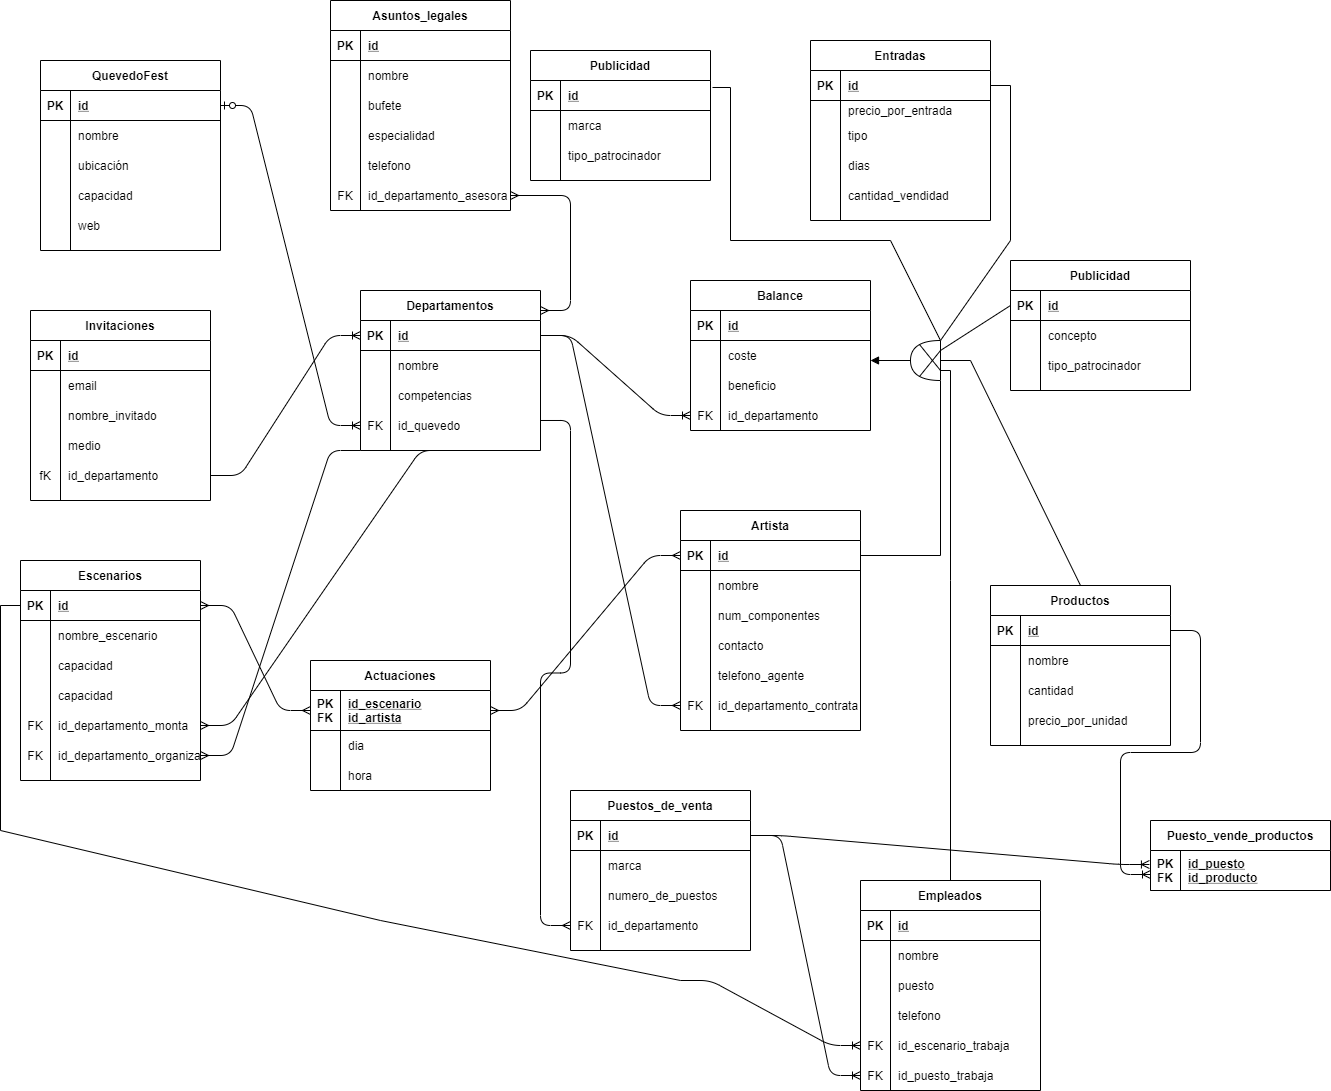 Asuntos_legales
PK id
nombre
bufete
especialidad
telefono
FK id_departamento_asesora
QuevedoFest
PK id
nombre
ubicación
capacidad
web
Publicidad
PK id
marca
tipo_patrocinador
Entradas
PK id
precio_por_entrada
tipo
dias
cantidad_vendidad
Publicidad
PK id
concepto
tipo_patrocinador
Invitaciones
PK id
email
nombre_invitado
medio
fK id_departamento
Departamentos
PK id
nombre
competencias
FK id_quevedo
Balance
PK id
coste
beneficio
FK id_departamento
Artista
PK id
nombre
num_componentes
contacto
telefono_agente
FK id_departamento_contrata
Escenarios
PK id
nombre_escenario
capacidad
capacidad
FK id_departamento_monta
FK id_departamento_organiza
Actuaciones
PK id_escenario
FK id_artista
dia
hora
Productos
PK id
nombre
cantidad
precio_por_unidad
Puestos_de_venta
PK id
marca
numero_de_puestos
FK id_departamento
Puesto_vende_productos
PK id_puesto
FK id_producto
Empleados
PK id
nombre
puesto
telefono
FK id_escenario_trabaja
FK id_puesto_trabaja